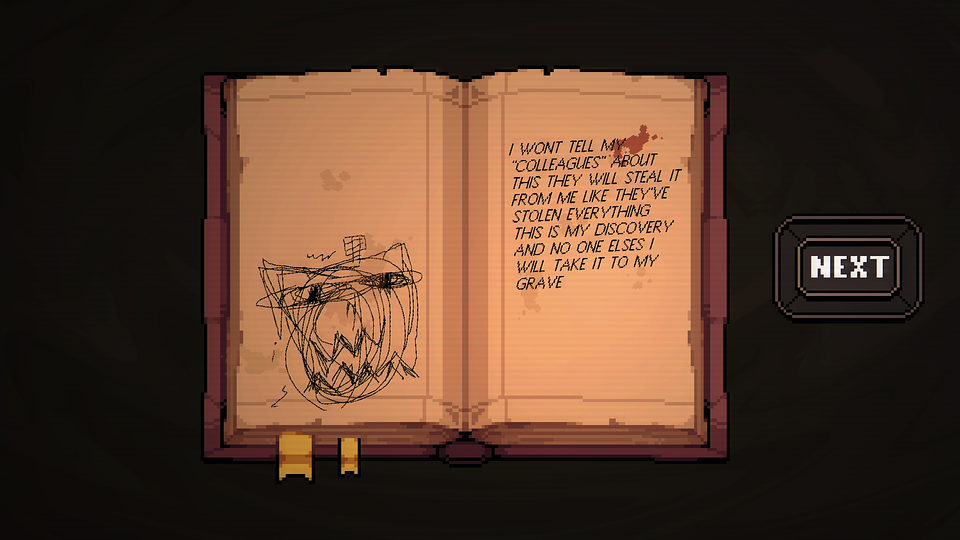 I WONT TELL MY
"COLLEAGUES" ABOUT
THIS THEY WILL STEAL IT
FROM ME LIKE THEY'VE
STOLEN EVERYTHING
THIS IS MY DISCOVERY
AND NO ONE ELSES I
WILL TAKE IT TO MY
GRAVE
NEXT